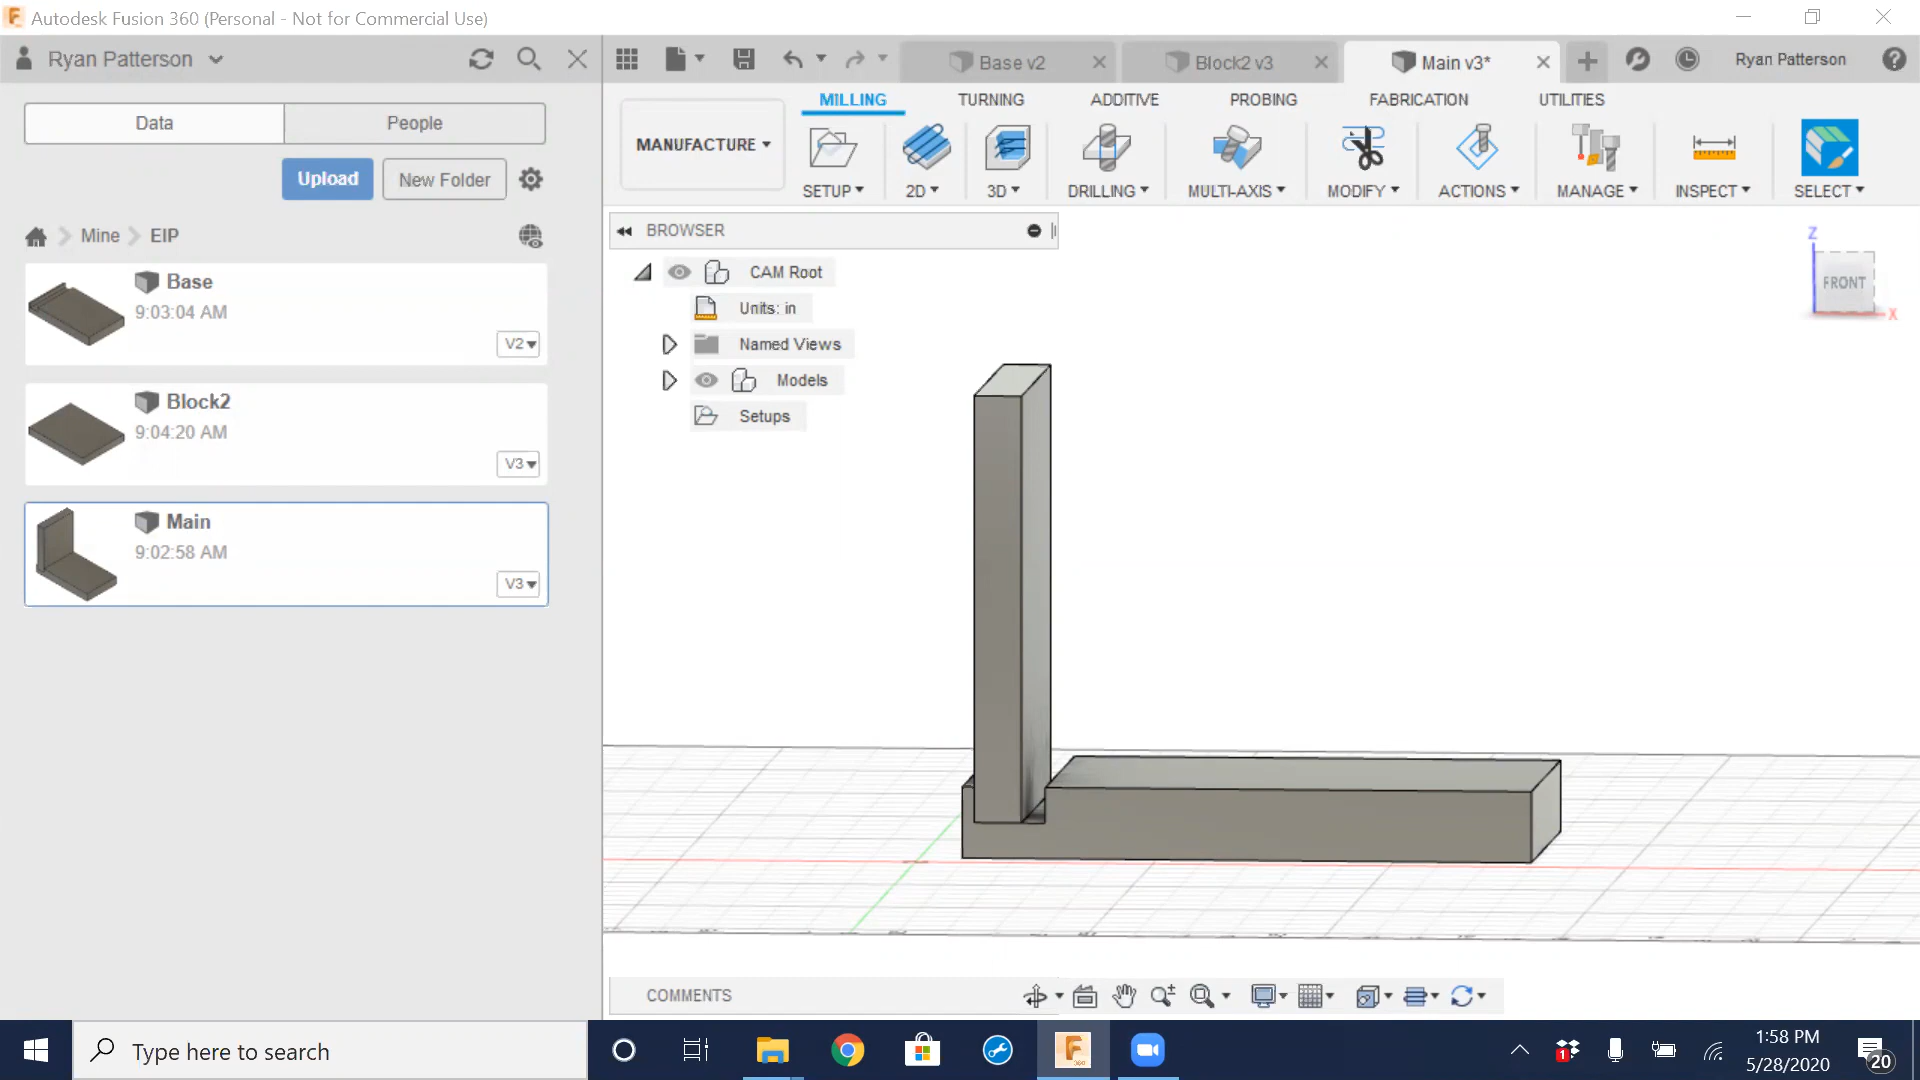 Autodesk Fusion 360 (Personal - Not for Commercial Use)
Ryan Patterson
Base v2
Block2 v3
Main v3*
Ryan Patterson
Data
People
Upload
New Folder
Mine
EIP
Base
9:03:04 AM
V2
Block2
9:04:20 AM
V3
Main
9:02:58 AM
V3
MANUFACTURE
MILLING
TURNING
ADDITIVE
PROBING
FABRICATION
UTILITIES
SETUP
2D
3D
DRILLING
MULTI-AXIS
MODIFY
ACTIONS
MANAGE
INSPECT
SELECT
BROWSER
CAM Root
Units: in
Named Views
Models
Setups
Z
FRONT
X
COMMENTS
Type here to search
1
1:58 PM
5/28/2020
20